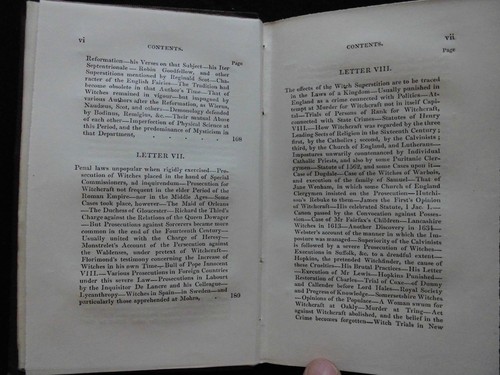 vi
CONTENTS.
Page
Reformation—his Verses on that Subject—his Iter
Septentrionale — Robin Goodfellow, and other
Superstitions mentioned by Reginald Scot—Char-
acter of the English Fairies—The Tradition had
become obsolete in that Author's Time—That of
Witches remained in vigour—but impugned by
various Authors after the Reformation, as Wierus,
Naudæus, Scot, and others—Demonology defended
by Bodinus, Remigius, &c.—Their mutual Abuse
of each other—Imperfection of Physical Science at
this Period, and the predominance of Mysticism in
that Department, . . . . . 168
LETTER VII.
Penal laws unpopular when rigidly exercised—Pro-
secution of Witches placed in the hand of Special
Commissioners, ad inquirendum—Prosecution for
Witchcraft not frequent in the elder Period of the
Roman Empire—nor in the Middle Ages—Some
Cases took place, however—The Maid of Orleans
—The Duchess of Gloucester—Richard the Third's
Charge against the Relations of the Queen Dowager
—But Prosecutions against Sorcerers became more
common in the end of the Fourteenth Century—
Usually united with the Charge of Heresy—
Monstrelet's Account of the Persecution against
the Waldenses, under pretext of Witchcraft—
Florimond's testimony concerning the Increase of
Witches in his own Time—Bull of Pope Innocent
VIII.—Various Prosecutions in Foreign Countries
under this severe Law—Prosecutions in Labourt
by the Inquisitor De Lancre and his Colleague—
Lycanthropy—Witches in Spain—in Sweden—and
particularly those apprehended at Mohra, . . 180
vii
CONTENTS.
Page
LETTER VIII.
The effects of the Witch Superstition are to be traced
in the Laws of a Kingdom—Usually punished in
England as a crime connected with Politics—At-
tempt at Murder for Witchcraft not in itself Capi-
tal—Trials of Persons of Rank for Witchcraft,
connected with State Crimes—Statutes of Henry
VIII.—How Witchcraft was regarded by the three
Leading Sects of Religion in the Sixteenth Century;
first, by the Catholics; second, by the Calvinists;
third, by the Church of England, and Lutherans—
Impostures unwarily countenanced by Individual
Catholic Priests, and also by some Puritanic Clergy-
men—Statute of 1562, and some Cases upon it—
Case of Dugdale—Case of the Witches of Warbois,
and execution of the family of Samuel—That of
Jane Wenham, in which some Church of England
Clergymen insisted on the Prosecution—Hutchi-
son's Rebuke to them—James the First's Opinion
of Witchcraft—His celebrated Statute, 1 Jac. I.—
Canon passed by the Convocation against Posses-
sion—Case of Mr Fairfax's Children—Lancashire
Witches in 1613—Another Discovery in 1634—
Webster's account of the manner in which the Im-
posture was managed—Superiority of the Calvinists
is followed by a severe Prosecution of Witches—
Executions in Suffolk, &c. to a dreadful extent—
Hopkins, the pretended Witchfinder, the cause of
these Cruelties—His Brutal Practices—His Letter
—Execution of Mr Lowis—Hopkins Punished—
Restoration of Charles—Trial of Coxe—of Dunny
and Callender before Lord Hales—Royal Society
and Progress of Knowledge—Somersetshire Witches
—Opinions of the Populace—A Woman swum for
Witchcraft at Oakly—Murder at Tring—Act
against Witchcraft abolished, and the belief in the
Crime becomes forgotten—Witch Trials in New